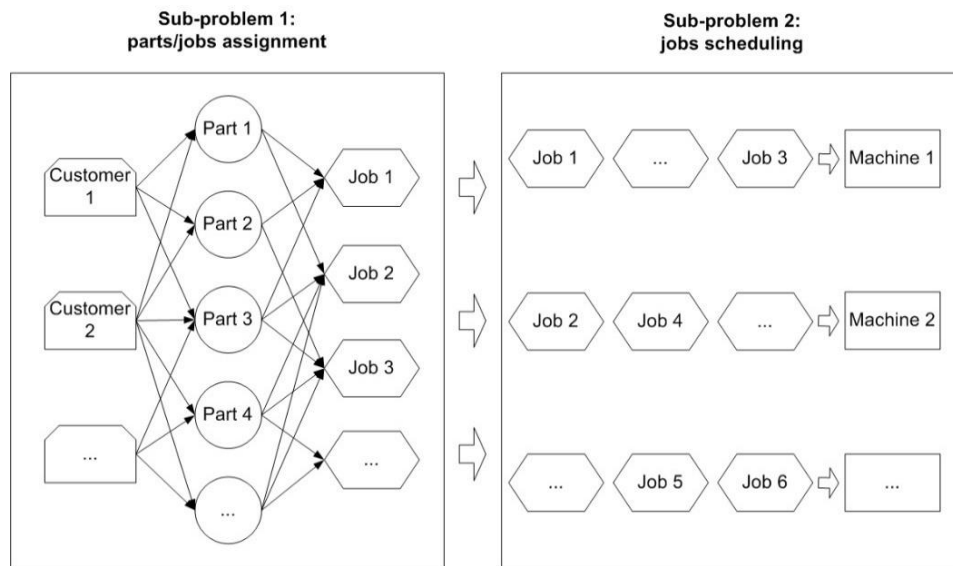 Sub-problem 1:
parts/jobs assignment
Sub-problem 2:
jobs scheduling
Customer
1
Customer
2
...
Part 1
Part 2
Part 3
Part 4
...
Job 1
Job 2
Job 3
...
Job 1
...
Job 3
Machine 1
Job 2
Job 4
...
Machine 2
...
Job 5
Job 6
...